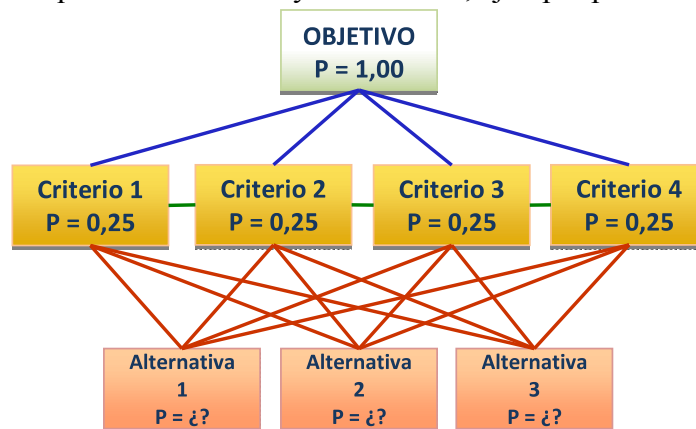 OBJETIVO
P = 1,00
Criterio 1
P = 0,25
Criterio 2
P = 0,25
Criterio 3
P = 0,25
Criterio 4
P = 0,25
Alternativa
1
P = ¿?
Alternativa
2
P = ¿?
Alternativa
3
P = ¿?